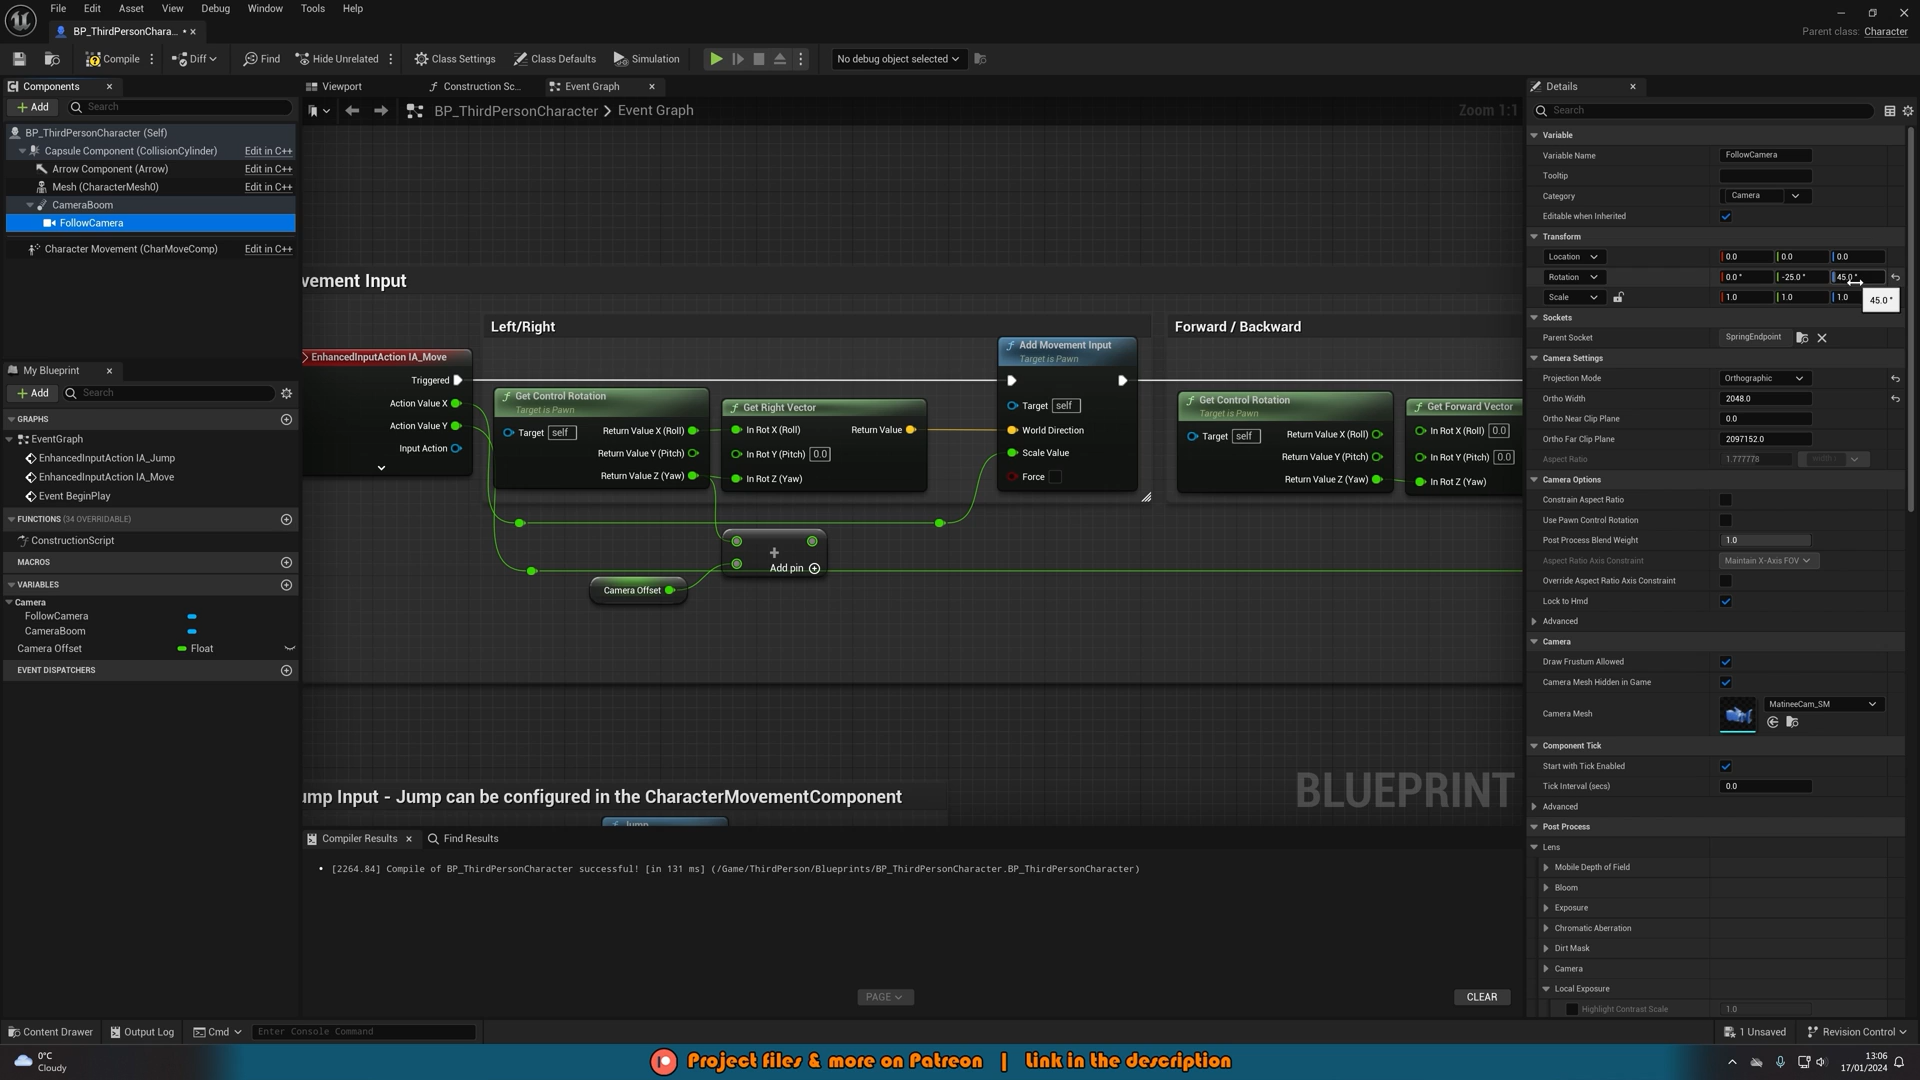 File Edit Asset View Debug Window Tools Help
BP_ThirdPersonChara... •
Parent class: Character
Compile Diff Find Hide Unrelated Class Settings Class Defaults Simulation No debug object selected
Components
Add Search
BP_ThirdPersonCharacter (Self)
Capsule Component (CollisionCylinder) Edit in C++
Arrow Component (Arrow) Edit in C++
Mesh (CharacterMesh0) Edit in C++
CameraBoom
FollowCamera
Character Movement (CharMoveComp) Edit in C++
My Blueprint
Add Search
GRAPHS
EventGraph
EnhancedInputAction IA_Jump
EnhancedInputAction IA_Move
Event BeginPlay
FUNCTIONS (34 OVERRIDABLE)
ConstructionScript
MACROS
VARIABLES
Camera
FollowCamera
CameraBoom
Camera Offset Float
EVENT DISPATCHERS
Viewport Construction Sc... Event Graph
BP_ThirdPersonCharacter > Event Graph Zoom 1:1
vement Input
Left/Right
Forward / Backward
EnhancedInputAction IA_Move
Triggered
Action Value X
Action Value Y
Input Action
Get Control Rotation
Target is Pawn
Target self
Return Value X (Roll)
Return Value Y (Pitch)
Return Value Z (Yaw)
Get Right Vector
In Rot X (Roll) Return Value
In Rot Y (Pitch) 0.0
In Rot Z (Yaw)
Add Movement Input
Target is Pawn
Target self
World Direction
Scale Value
Force
Get Control Rotation
Target is Pawn
Target self
Return Value X (Roll)
Return Value Y (Pitch)
Return Value Z (Yaw)
Get Forward Vector
In Rot X (Roll) 0.0
In Rot Y (Pitch) 0.0
In Rot Z (Yaw)
Add pin
Camera Offset
BLUEPRINT
ump Input - Jump can be configured in the CharacterMovementComponent
Jump
Compiler Results Find Results
[2264.84] Compile of BP_ThirdPersonCharacter successful! [in 131 ms] (/Game/ThirdPerson/Blueprints/BP_ThirdPersonCharacter.BP_ThirdPersonCharacter)
PAGE
CLEAR
Details
Search
Variable
Variable Name FollowCamera
Tooltip
Category Camera
Editable when Inherited
Transform
Location 0.0 0.0 0.0
Rotation 0.0 ° -25.0 ° 45.0 °
Scale 1.0 1.0 1.0
45.0 °
Sockets
Parent Socket SpringEndpoint
Camera Settings
Projection Mode Orthographic
Ortho Width 2048.0
Ortho Near Clip Plane 0.0
Ortho Far Clip Plane 2097152.0
Aspect Ratio 1.777778
Camera Options
Constrain Aspect Ratio
Use Pawn Control Rotation
Post Process Blend Weight 1.0
Aspect Ratio Axis Constraint Maintain X-Axis FOV
Override Aspect Ratio Axis Constraint
Lock to Hmd
Advanced
Camera
Draw Frustum Allowed
Camera Mesh Hidden in Game
Camera Mesh MatineeCam_SM
Component Tick
Start with Tick Enabled
Tick Interval (secs) 0.0
Advanced
Post Process
Lens
Mobile Depth of Field
Bloom
Exposure
Chromatic Aberration
Dirt Mask
Camera
Local Exposure
Highlight Contrast Scale 1.0
Content Drawer Output Log Cmd Enter Console Command 1 Unsaved Revision Control
0°C
Cloudy
Project files & more on Patreon | Link in the description
13:06
17/01/2024